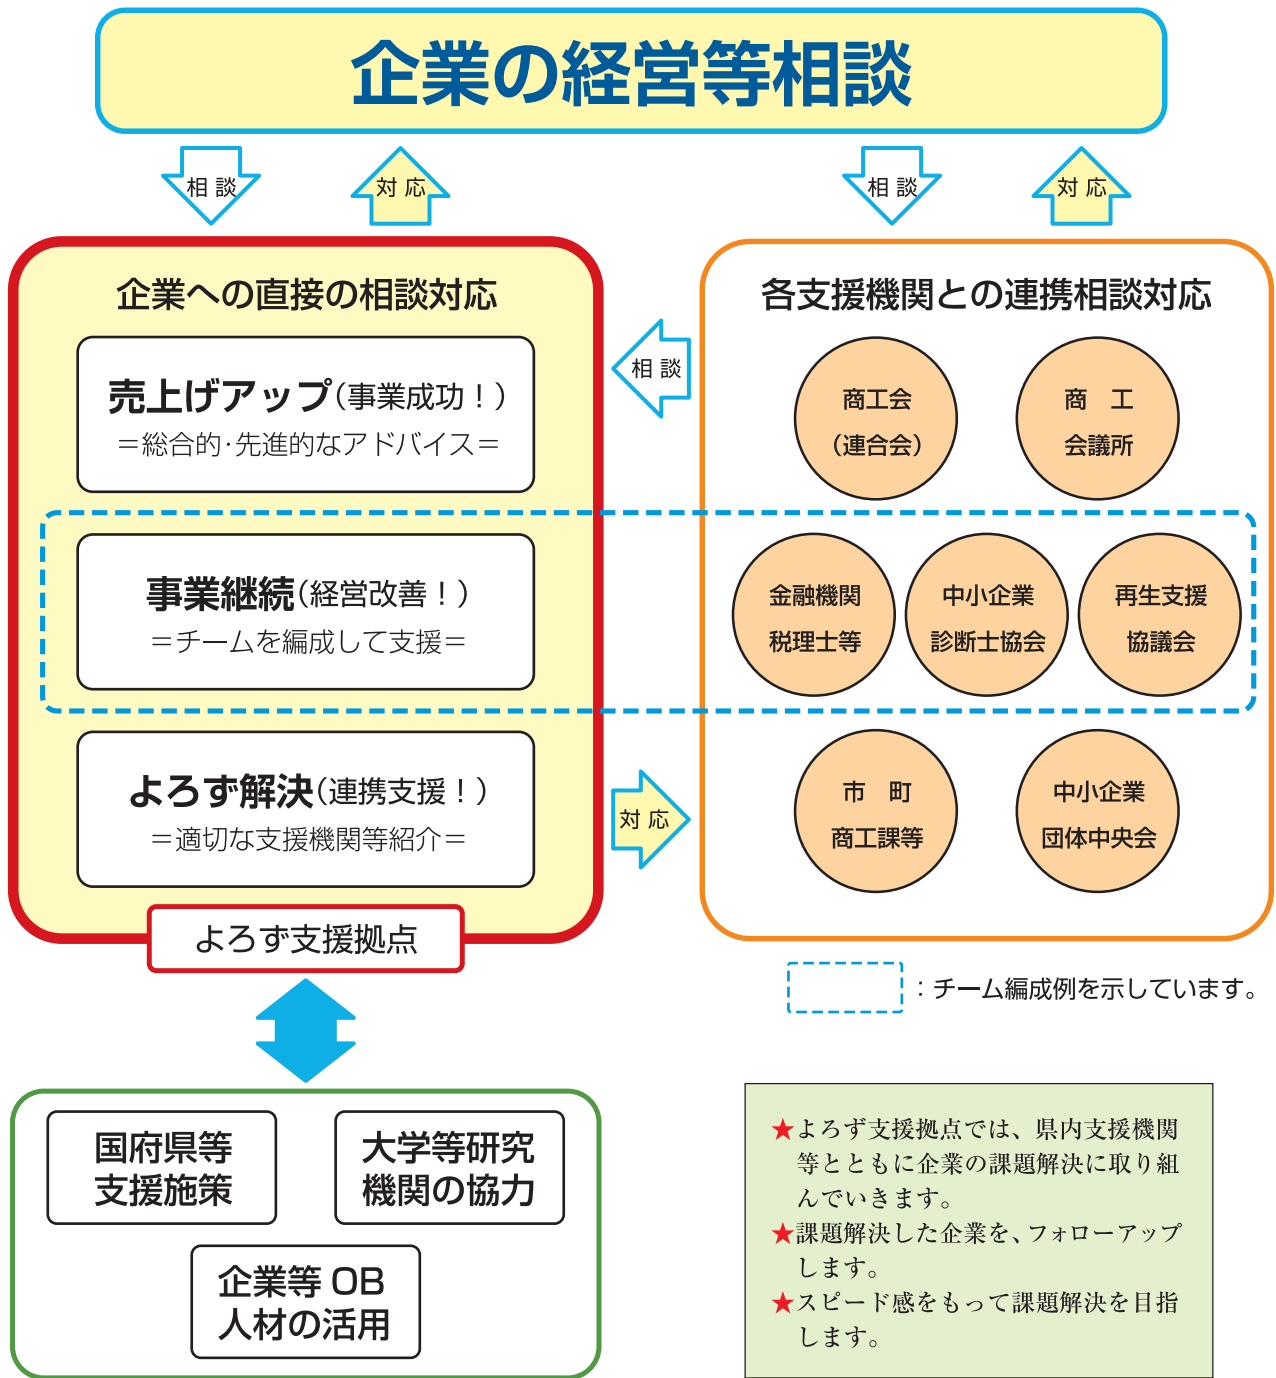 企業の経営等相談
相談
対応
相談
対応
企業への直接の相談対応
売上げアップ(事業成功！)
＝総合的・先進的なアドバイス＝
事業継続(経営改善！)
＝チームを編成して支援＝
よろず解決(連携支援！)
＝適切な支援機関等紹介＝
よろず支援拠点
相談
対応
各支援機関との連携相談対応
商工会
（連合会）
商　工
会議所
金融機関
税理士等
中小企業
診断士協会
再生支援
協議会
市　町
商工課等
中小企業
団体中央会
：チーム編成例を示しています。
国府県等
支援施策
大学等研究
機関の協力
企業等 OB
人材の活用
★よろず支援拠点では、県内支援機関
等とともに企業の課題解決に取り組
んでいきます。
★課題解決した企業を、フォローアップ
します。
★スピード感をもって課題解決を目指
します。